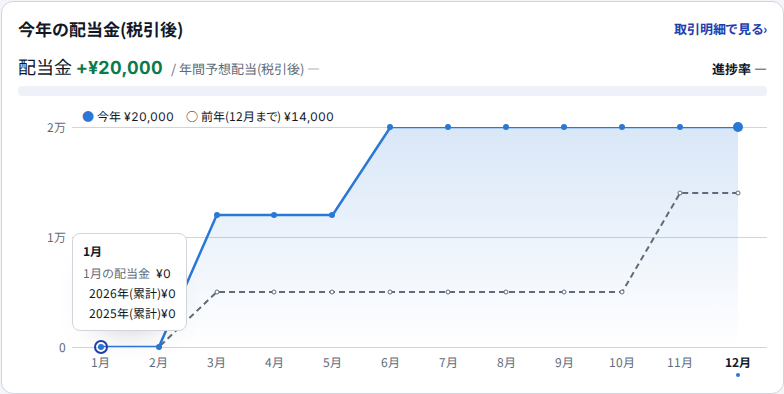 今年の配当金(税引後)
取引明細で見る›
配当金 +¥20,000 / 年間予想配当(税引後) —
進捗率 —
今年 ¥20,000 前年(12月まで) ¥14,000
2万
1万
1月
1月の配当金 ¥0
2026年(累計)¥0
2025年(累計)¥0
0
1月 2月 3月 4月 5月 6月 7月 8月 9月 10月 11月 12月